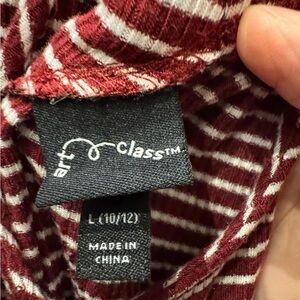 art class™
L (10/12)
MADE IN
CHINA